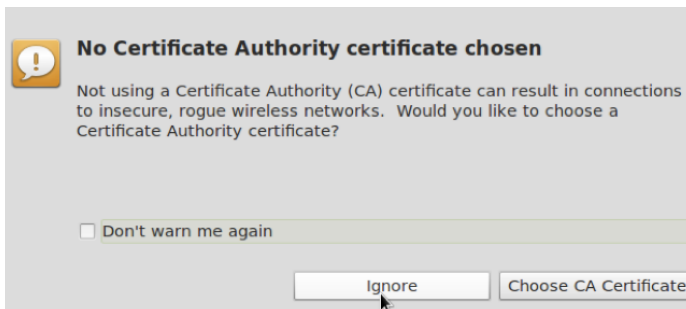 No Certificate Authority certificate chosen
Not using a Certificate Authority (CA) certificate can result in connections
to insecure, rogue wireless networks.  Would you like to choose a
Certificate Authority certificate?
Don't warn me again
Ignore
Choose CA Certificate